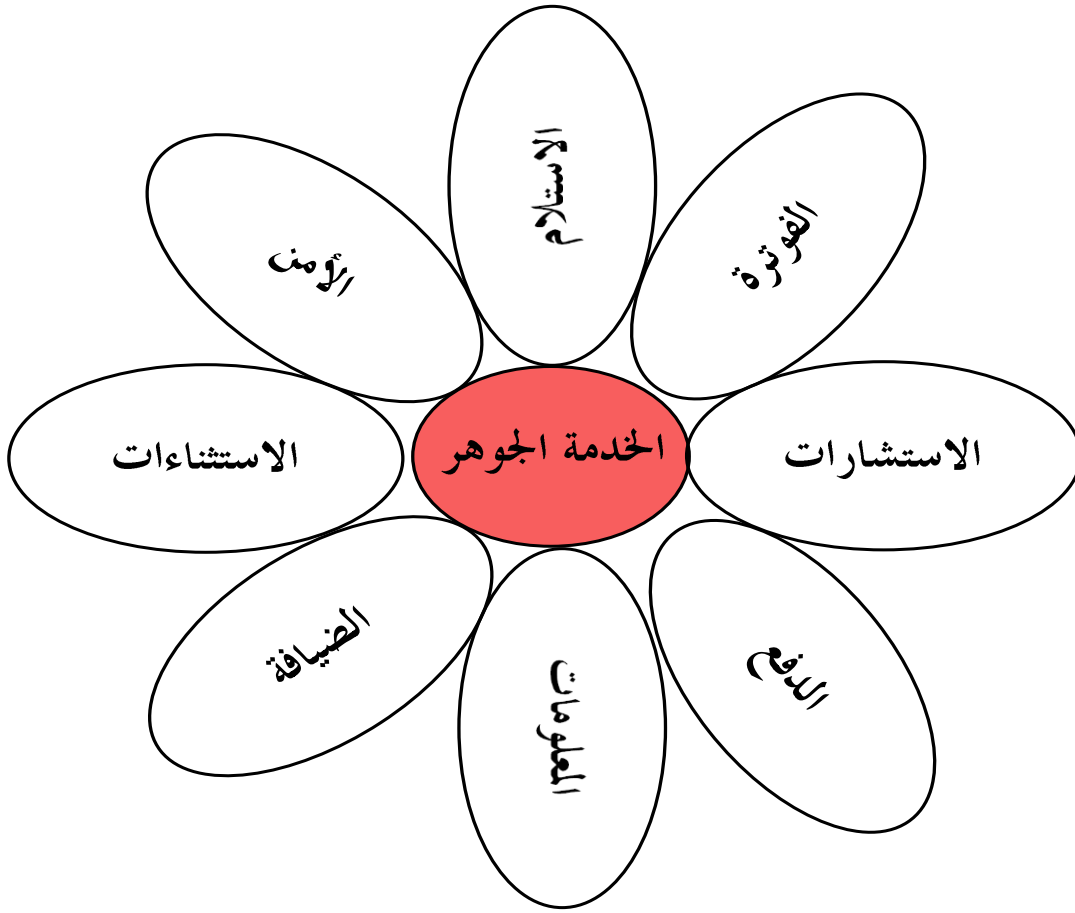 الاستلام
الفوترة
الأمن
الاستشارات
الخدمة الجوهر
الاستثناءات
الدفع
الضيافة
المعلومات